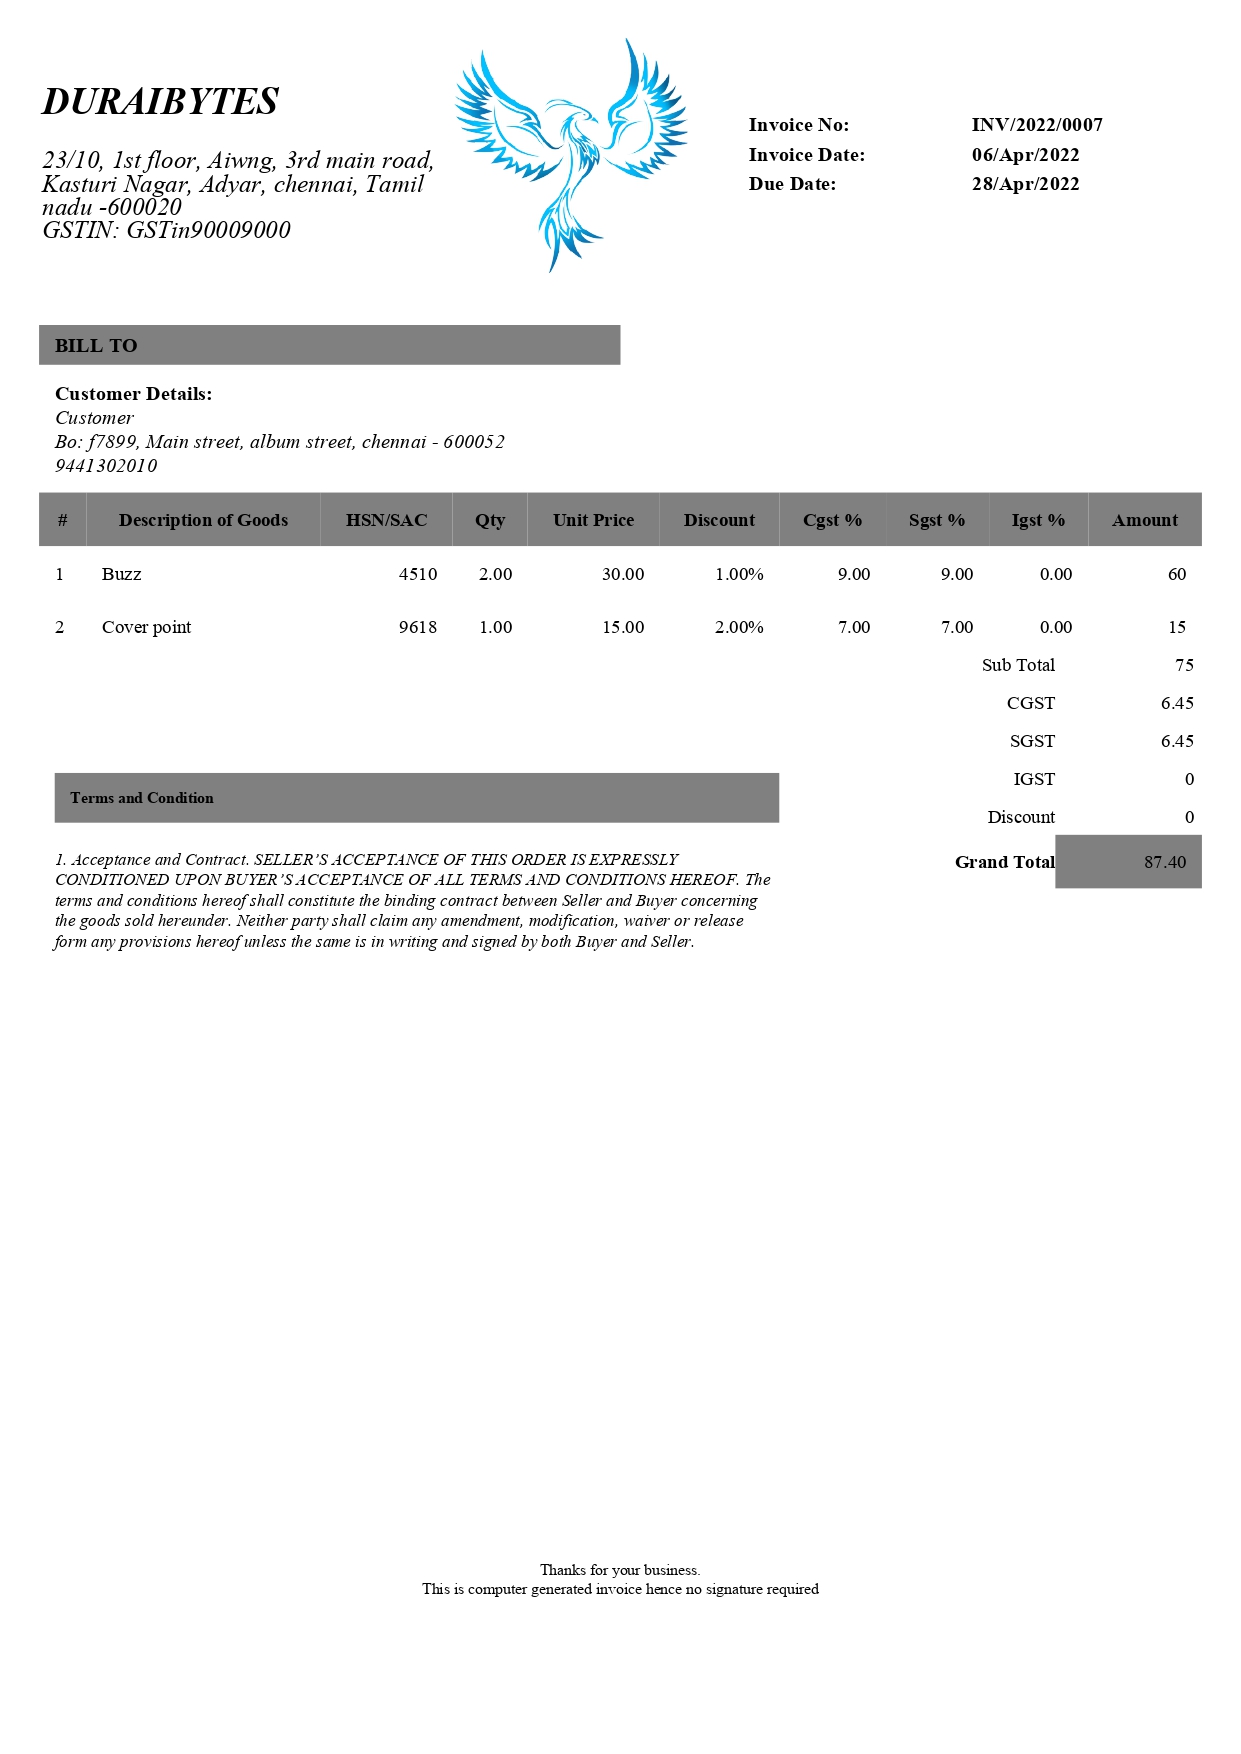 DURAIBYTES
23/10, 1st floor, Aiwng, 3rd main road,
Kasturi Nagar, Adyar, chennai, Tamil
nadu -600020
GSTIN: GSTin90009000
Invoice No: INV/2022/0007
Invoice Date: 06/Apr/2022
Due Date: 28/Apr/2022
BILL TO
Customer Details:
Customer
Bo: f7899, Main street, album street, chennai - 600052
9441302010
# Description of Goods HSN/SAC Qty Unit Price Discount Cgst % Sgst % Igst % Amount
1 Buzz 4510 2.00 30.00 1.00% 9.00 9.00 0.00 60
2 Cover point 9618 1.00 15.00 2.00% 7.00 7.00 0.00 15
Sub Total 75
CGST 6.45
SGST 6.45
IGST 0
Discount 0
Grand Total 87.40
Terms and Condition
1. Acceptance and Contract. SELLER’S ACCEPTANCE OF THIS ORDER IS EXPRESSLY
CONDITIONED UPON BUYER’S ACCEPTANCE OF ALL TERMS AND CONDITIONS HEREOF. The
terms and conditions hereof shall constitute the binding contract between Seller and Buyer concerning
the goods sold hereunder. Neither party shall claim any amendment, modification, waiver or release
form any provisions hereof unless the same is in writing and signed by both Buyer and Seller.
Thanks for your business.
This is computer generated invoice hence no signature required